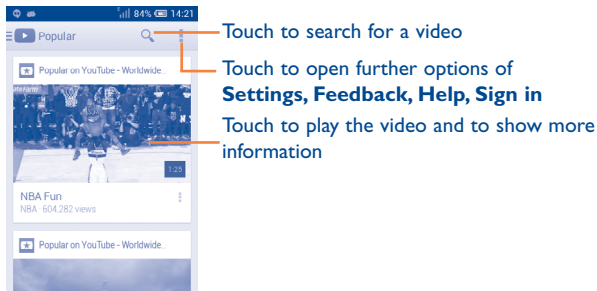 84% 14:21
Popular
Touch to search for a video
Popular on YouTube - Worldwide..
Touch to open further options of
Settings, Feedback, Help, Sign in
Touch to play the video and to show more
information
1:25
NBA Fun
NBA · 604,282 views
Popular on YouTube - Worldwide..